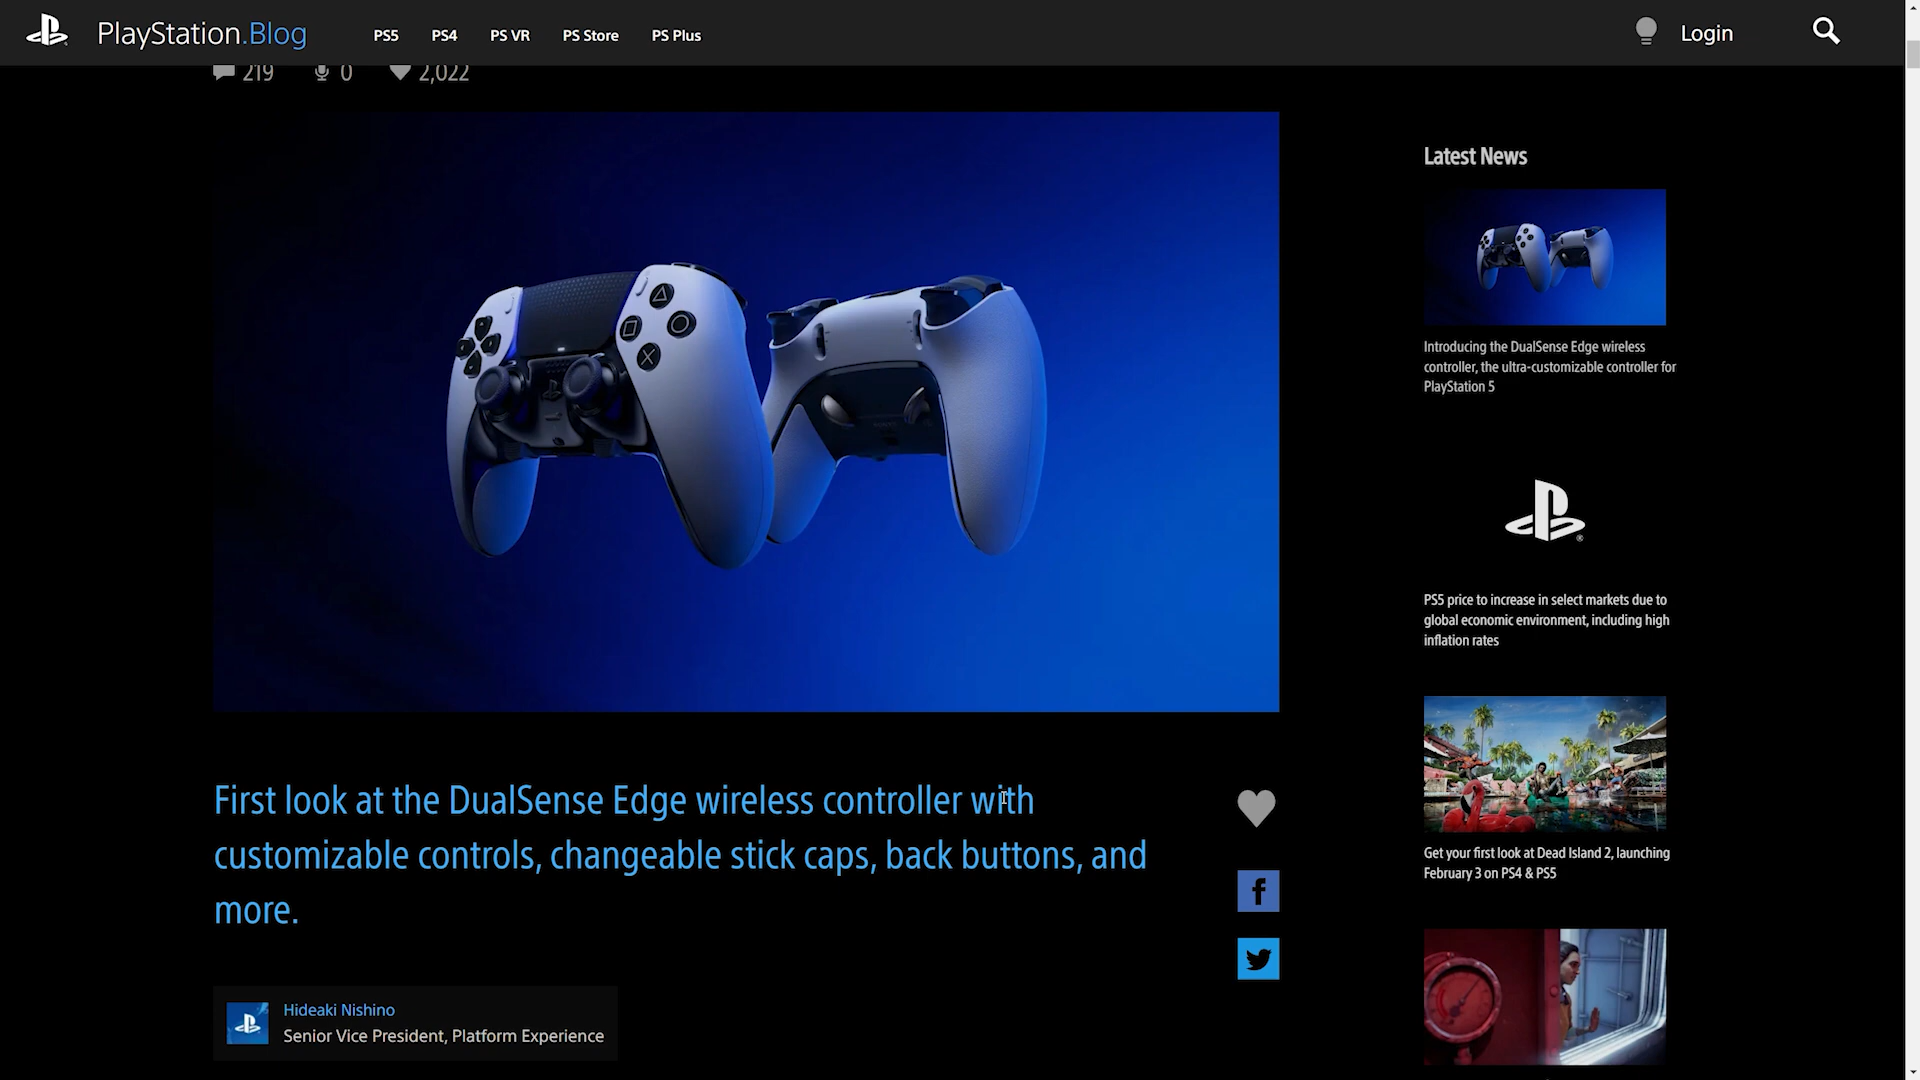 PlayStation.Blog
PS5
PS4
PS VR
PS Store
PS Plus
Login
219
0
2,022
First look at the DualSense Edge wireless controller with
customizable controls, changeable stick caps, back buttons, and
more.
Hideaki Nishino
Senior Vice President, Platform Experience
Latest News
Introducing the DualSense Edge wireless
controller, the ultra-customizable controller for
PlayStation 5
PS5 price to increase in select markets due to
global economic environment, including high
inflation rates
Get your first look at Dead Island 2, launching
February 3 on PS4 & PS5